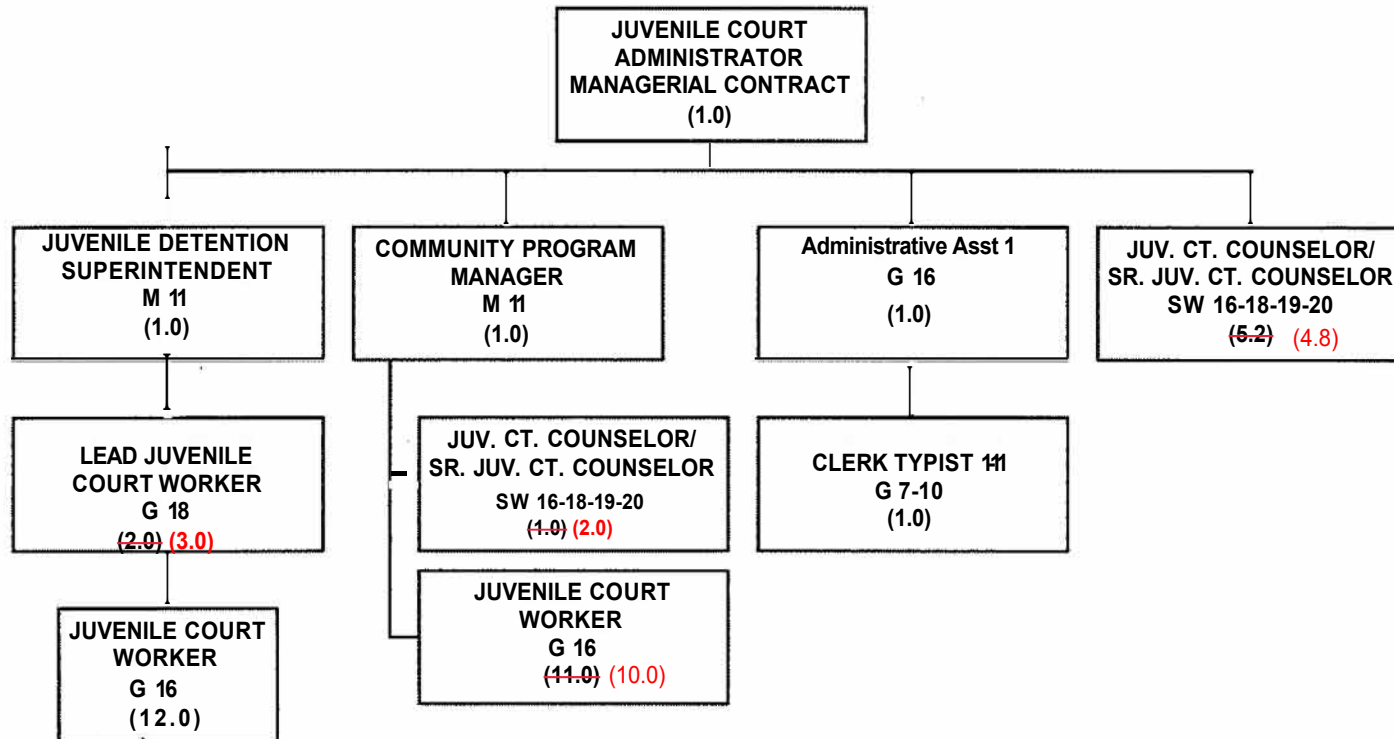 JUVENILE COURT
ADMINISTRATOR
MANAGERIAL CONTRACT
(1.0)
JUVENILE DETENTION
SUPERINTENDENT
M 11
(1.0)
COMMUNITY PROGRAM
MANAGER
M 11
(1.0)
Administrative Asst 1
G 16
(1.0)
JUV. CT. COUNSELOR/
SR. JUV. CT. COUNSELOR
SW 16-18-19-20
(5.2) (4.8)
LEAD JUVENILE
COURT WORKER
G 18
(2.0) (3.0)
JUV. CT. COUNSELOR/
SR. JUV. CT. COUNSELOR
SW 16-18-19-20
(1.0) (2.0)
CLERK TYPIST
G 7-10
(1.0)
JUVENILE COURT
WORKER
G 16
(12.0)
JUVENILE COURT
WORKER
G 16
(11.0) (10.0)